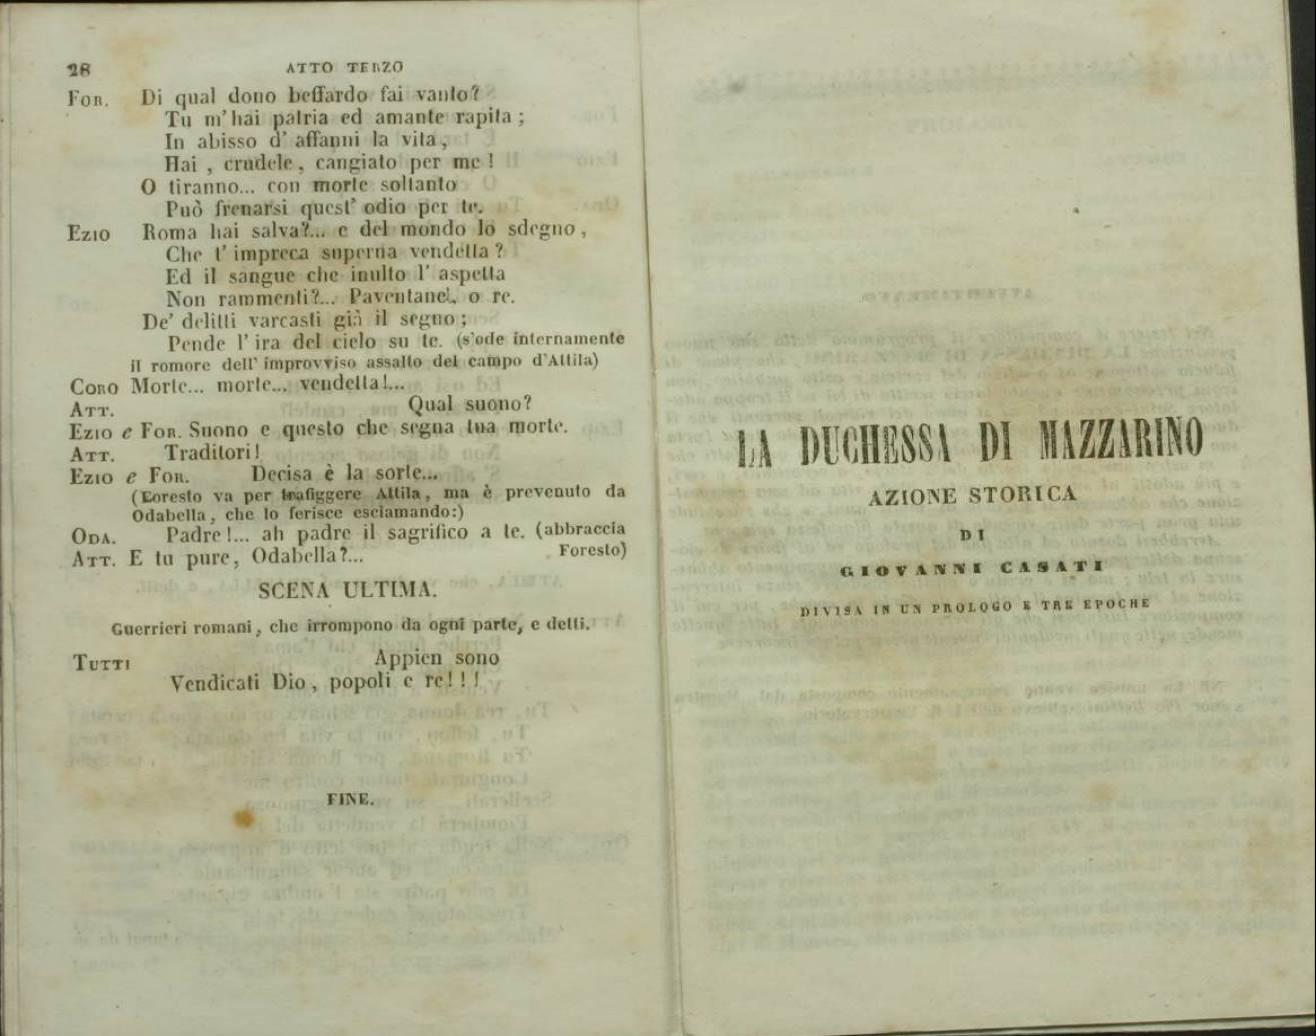 28
ATTO TERZO
FOR. Di qual dono beffardo fai vanto?
Tu m'hai patria ed amante rapita;
In abisso d' affanni la vita,
Hai, crudele, cangiato per me!
O tiranno... con morte soltanto
Può frenarsi quest' odio per te.
EZIO Roma hai salva?... e del mondo lo sdegno,
Che t' impreca superna vendetta?
Ed il sangue che inulto l' aspetta
Non rammenti?... Paventane, o re.
De' delitti varcasti già il segno;
Pende l' ira del cielo su te. (s'ode internamente
il romore dell' improvviso assalto del campo d'Attila)
CORO Morte... morte... vendetta!...
ATT. Qual suono?
EZIO e FOR. Suono e questo che segna tua morte.
ATT. Traditori!
EZIO e FOR. Decisa è la sorte...
(Foresto va per trafiggere Attila, ma è prevenuto da
Odabella, che lo ferisce esclamando:)
ODA. Padre!... ah padre il sagrifico a te. (abbraccia
ATT. E tu pure, Odabella?... Foresto)
SCENA ULTIMA.
Guerrieri romani, che irrompono da ogni parte, e detti.
TUTTI Appien sono
Vendicati Dio, popoli e re!!!
FINE.
LA DUCHESSA DI MAZZARINO
AZIONE STORICA
DI
GIOVANNI CASATI
DIVISA IN UN PROLOGO E TRE EPOCHE